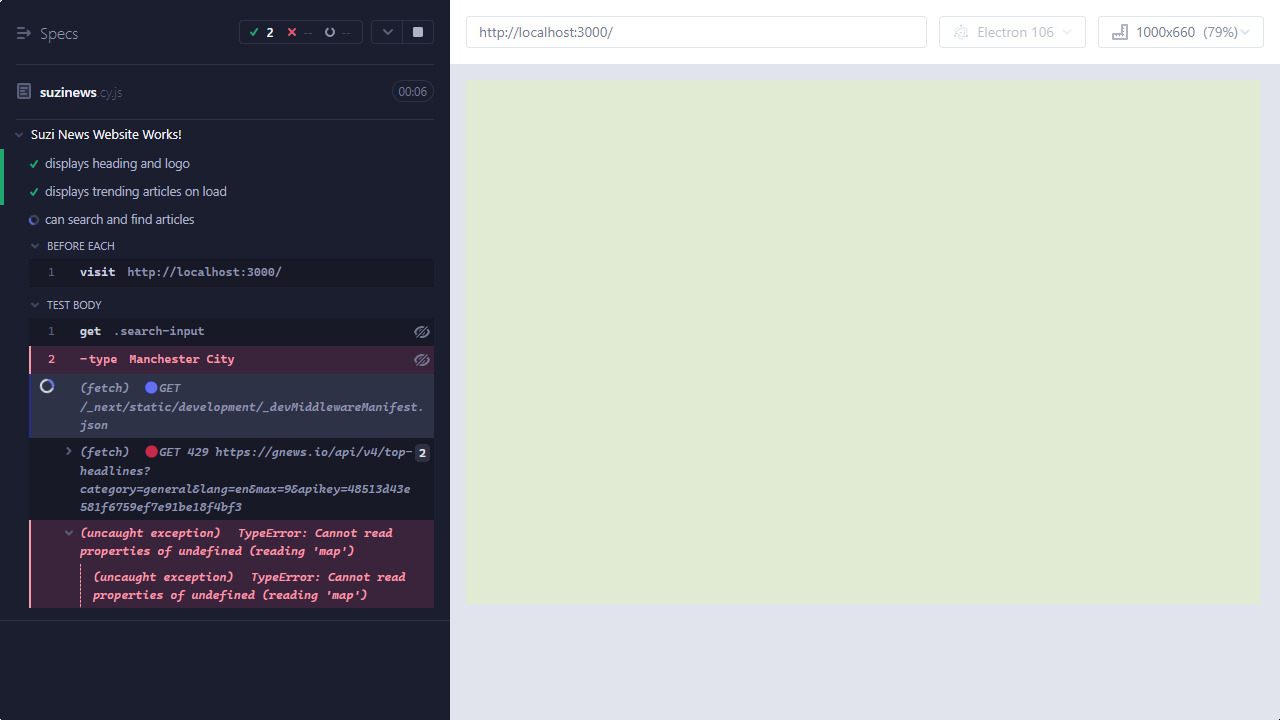 Specs
2
--
--
http://localhost:3000/
Electron 106
1000x660 (79%)
suzinews.cy.js
00:06
Suzi News Website Works!
displays heading and logo
displays trending articles on load
can search and find articles
BEFORE EACH
1 visit http://localhost:3000/
TEST BODY
1 get .search-input
2 -type Manchester City
(fetch) GET
/_next/static/development/_devMiddlewareManifest.
json
(fetch) GET 429 https://gnews.io/api/v4/top- 2
headlines?
category=general&lang=en&max=9&apikey=48513d43e
581f6759ef7e91be18f4bf3
(uncaught exception) TypeError: Cannot read
properties of undefined (reading 'map')
(uncaught exception) TypeError: Cannot read
properties of undefined (reading 'map')